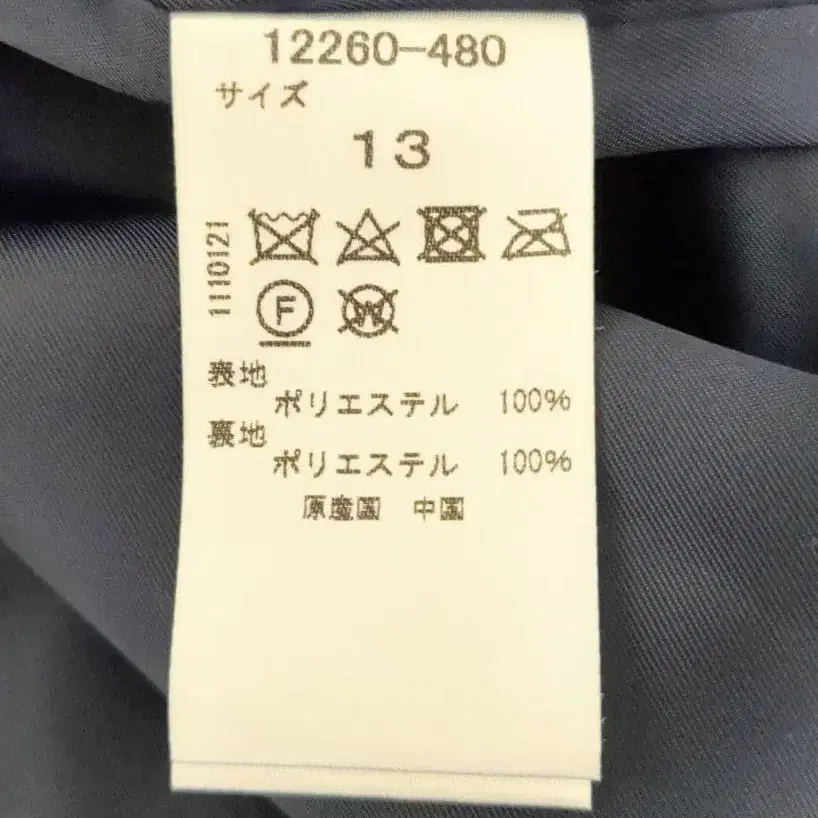 12260-480
サイズ
13
1110121
F
W
表地
ポリエステル 100%
裏地
ポリエステル 100%
原産国 中国